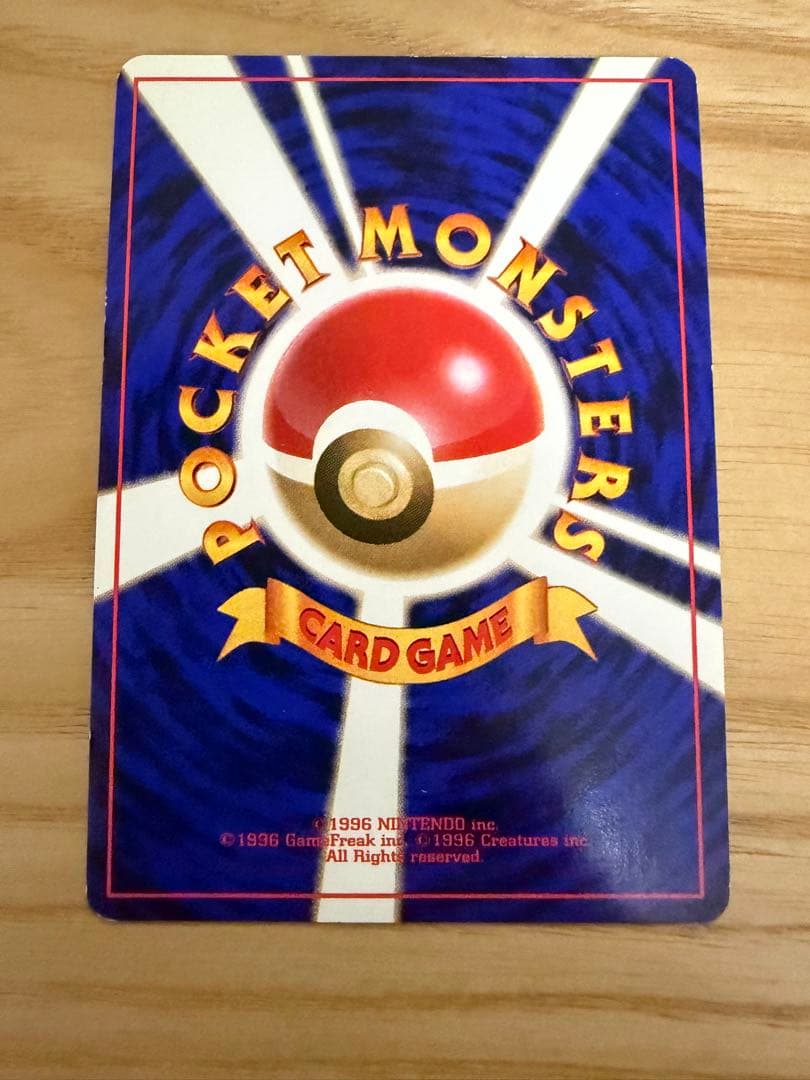 POCKET MONSTERS
CARD GAME
©1996 NINTENDO inc.
©1996 GameFreak inc. ©1996 Creatures inc.
All Rights reserved.